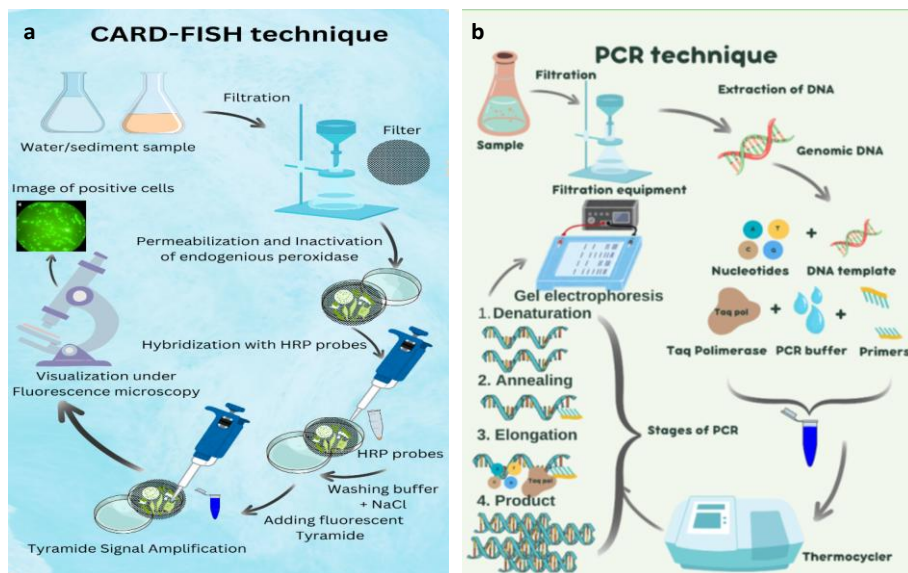 a
CARD-FISH technique
Filtration
Water/sediment sample
Filter
Image of positive cells
Permeabilization and Inactivation
of endogenious peroxidase
Hybridization with HRP probes
Visualization under
Fluorescence microscopy
HRP probes
Washing buffer
+ NaCl
Adding fluorescent
Tyramide
Tyramide Signal Amplification
b
PCR technique
Filtration
Extraction of DNA
Sample
Genomic DNA
Filtration equipment
A
T
C
G
+
Nucleotides
DNA template
Gel electrophoresis
Taq pol
+
+
Taq Polimerase
PCR buffer
Primers
1. Denaturation
2. Annealing
Stages of PCR
3. Elongation
Taq pol
4. Product
Thermocycler